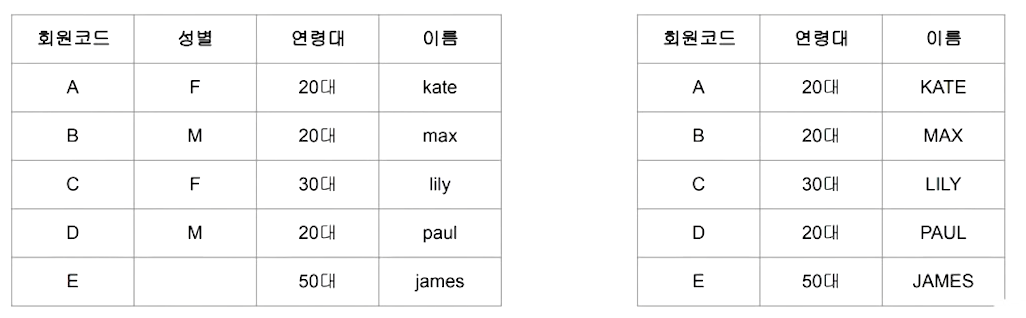 회원코드 성별 연령대 이름
A F 20대 kate
B M 20대 max
C F 30대 lily
D M 20대 paul
E 50대 james
회원코드 연령대 이름
A 20대 KATE
B 20대 MAX
C 30대 LILY
D 20대 PAUL
E 50대 JAMES